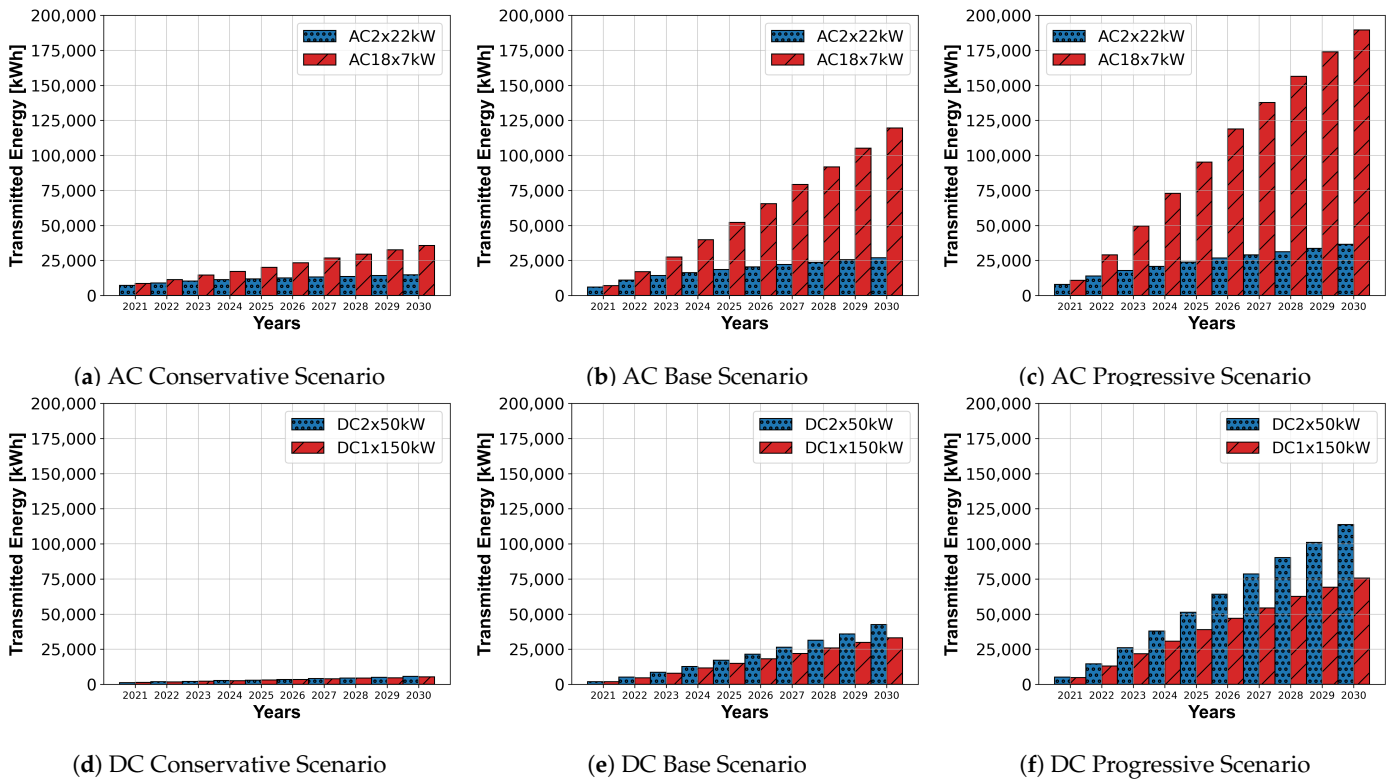 200,000
175,000
150,000
125,000
100,000
75,000
50,000
25,000
0
Transmitted Energy [kWh]
AC2x22kW
AC18x7kW
2021 2022 2023 2024 2025 2026 2027 2028 2029 2030
Years
(a) AC Conservative Scenario
200,000
175,000
150,000
125,000
100,000
75,000
50,000
25,000
0
Transmitted Energy [kWh]
AC2x22kW
AC18x7kW
2021 2022 2023 2024 2025 2026 2027 2028 2029 2030
Years
(b) AC Base Scenario
200,000
175,000
150,000
125,000
100,000
75,000
50,000
25,000
0
Transmitted Energy [kWh]
AC2x22kW
AC18x7kW
2021 2022 2023 2024 2025 2026 2027 2028 2029 2030
Years
(c) AC Progressive Scenario
200,000
175,000
150,000
125,000
100,000
75,000
50,000
25,000
0
Transmitted Energy [kWh]
DC2x50kW
DC1x150kW
2021 2022 2023 2024 2025 2026 2027 2028 2029 2030
Years
(d) DC Conservative Scenario
200,000
175,000
150,000
125,000
100,000
75,000
50,000
25,000
0
Transmitted Energy [kWh]
DC2x50kW
DC1x150kW
2021 2022 2023 2024 2025 2026 2027 2028 2029 2030
Years
(e) DC Base Scenario
200,000
175,000
150,000
125,000
100,000
75,000
50,000
25,000
0
Transmitted Energy [kWh]
DC2x50kW
DC1x150kW
2021 2022 2023 2024 2025 2026 2027 2028 2029 2030
Years
(f) DC Progressive Scenario